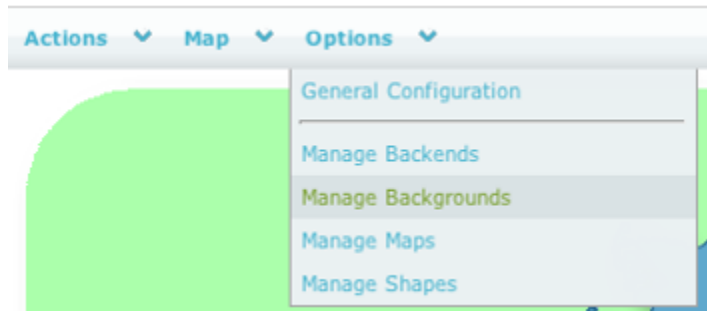 Actions Map Options
General Configuration
Manage Backends
Manage Backgrounds
Manage Maps
Manage Shapes